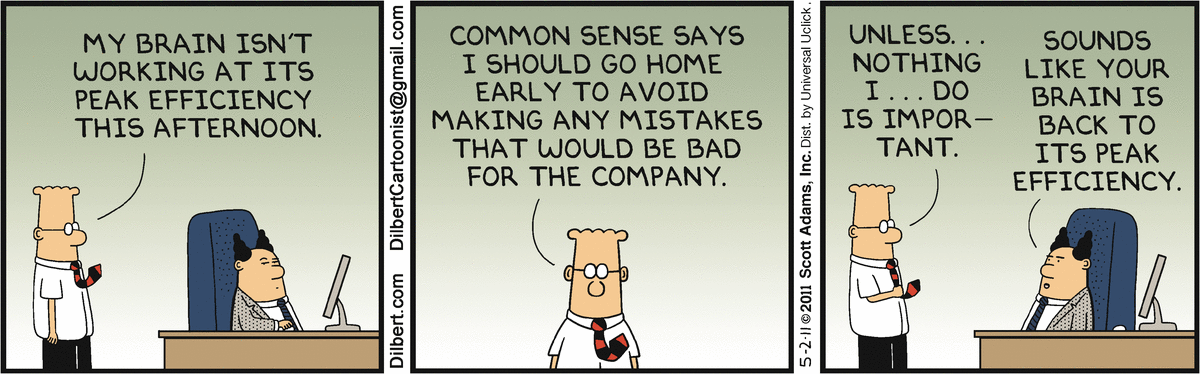 MY BRAIN ISN'T
WORKING AT ITS
PEAK EFFICIENCY
THIS AFTERNOON.
Dilbert.com DilbertCartoonist@gmail.com
COMMON SENSE SAYS
I SHOULD GO HOME
EARLY TO AVOID
MAKING ANY MISTAKES
THAT WOULD BE BAD
FOR THE COMPANY.
5-2-11 © 2011 Scott Adams, Inc. Dist. by Universal Uclick.
UNLESS...
NOTHING
I ... DO
IS IMPOR-
TANT.
SOUNDS
LIKE YOUR
BRAIN IS
BACK TO
ITS PEAK
EFFICIENCY.